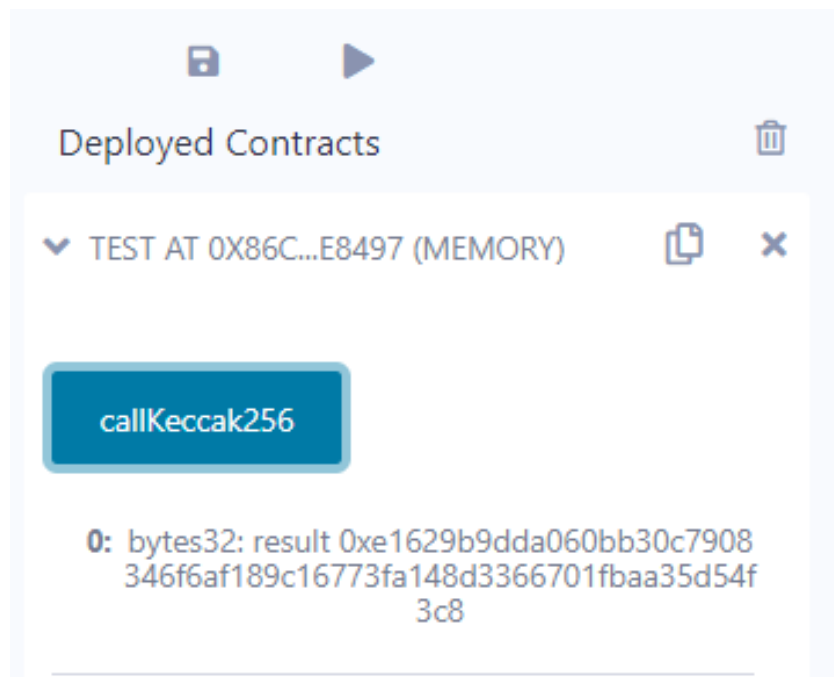 Deployed Contracts
TEST AT 0X86C...E8497 (MEMORY)
callKeccak256
0: bytes32: result 0xe1629b9dda060bb30c7908
346f6af189c16773fa148d3366701fbaa35d54f
3c8